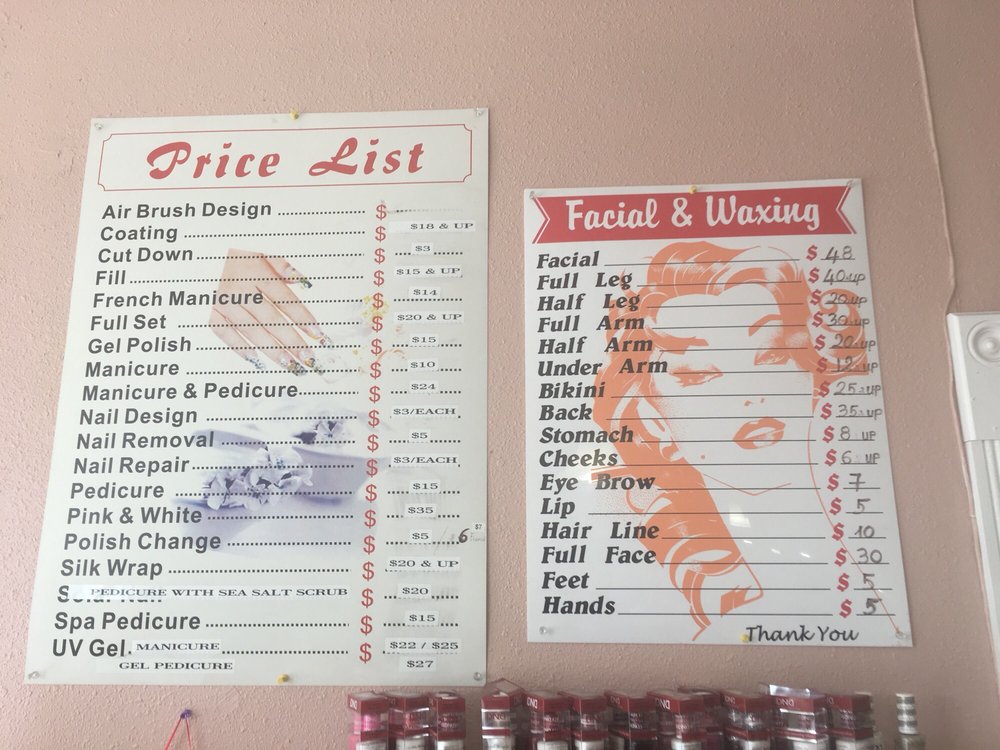 Price List
Air Brush Design ........ $
Coating ........ $ $18 & UP
Cut Down ........ $ $3
Fill ........ $ $15 & UP
French Manicure $ $14
Full Set ........ $ $20 & UP
Gel Polish ........ $ $15
Manicure ........ $ $10
Manicure & Pedicure ........ $ $24
Nail Design ........ $ $3/EACH
Nail Removal ........ $ $5
Nail Repair ........ $ $3/EACH
Pedicure ........ $ $15
Pink & White ........ $ $35
Polish Change ........ $ $5 6 $7
Silk Wrap ........ $ $20 & UP
PEDICURE WITH SEA SALT SCRUB $ $20
Spa Pedicure ........ $ $15
UV Gel. MANICURE ........ $ $22 / $25
GEL PEDICURE $27
Facial & Waxing
Facial $ 48
Full Leg $ 40 up
Half Leg $ 20 up
Full Arm $ 30 up
Half Arm $ 20 up
Under Arm $ 12 up
Bikini $ 25 up
Back $ 35 up
Stomach $ 8 UP
Cheeks $ 6 UP
Eye Brow $ 7
Lip $ 5
Hair Line $ 10
Full Face $ 30
Feet $ 5
Hands $ 5
Thank You
DND DND DND DND DND